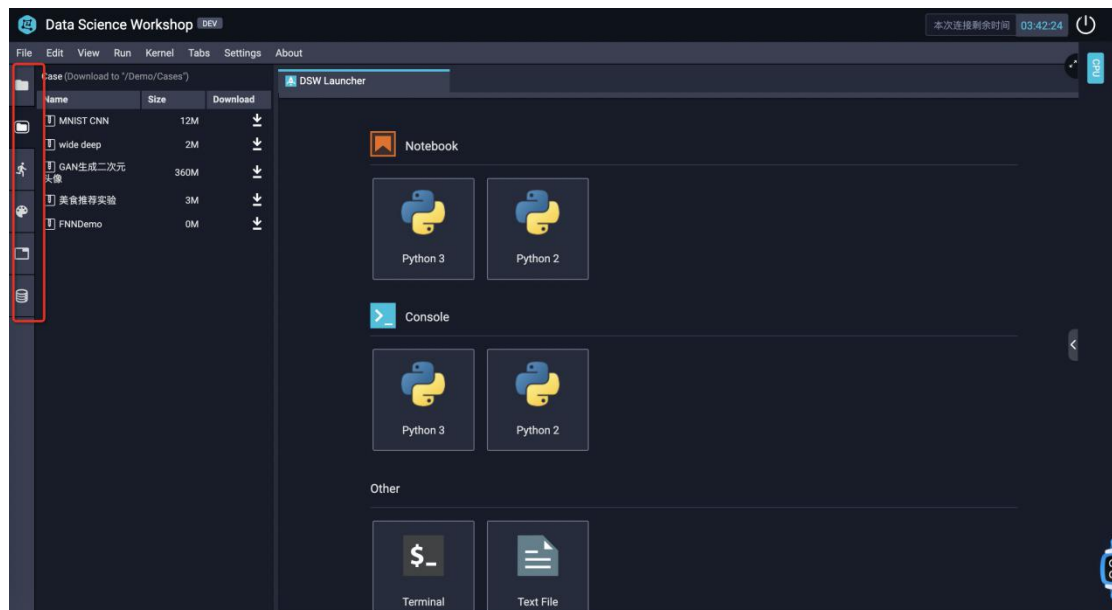 Data Science Workshop DEV
本次连接剩余时间 03:42:24
File Edit View Run Kernel Tabs Settings About
CPU
Case (Download to "/Demo/Cases")
DSW Launcher
Name Size Download
MNIST CNN 12M
wide deep 2M
GAN生成二次元
头像 360M
美食推荐实验 3M
FNNDemo 0M
Notebook
Python 3 Python 2
Console
Python 3 Python 2
Other
$_
Terminal Text File